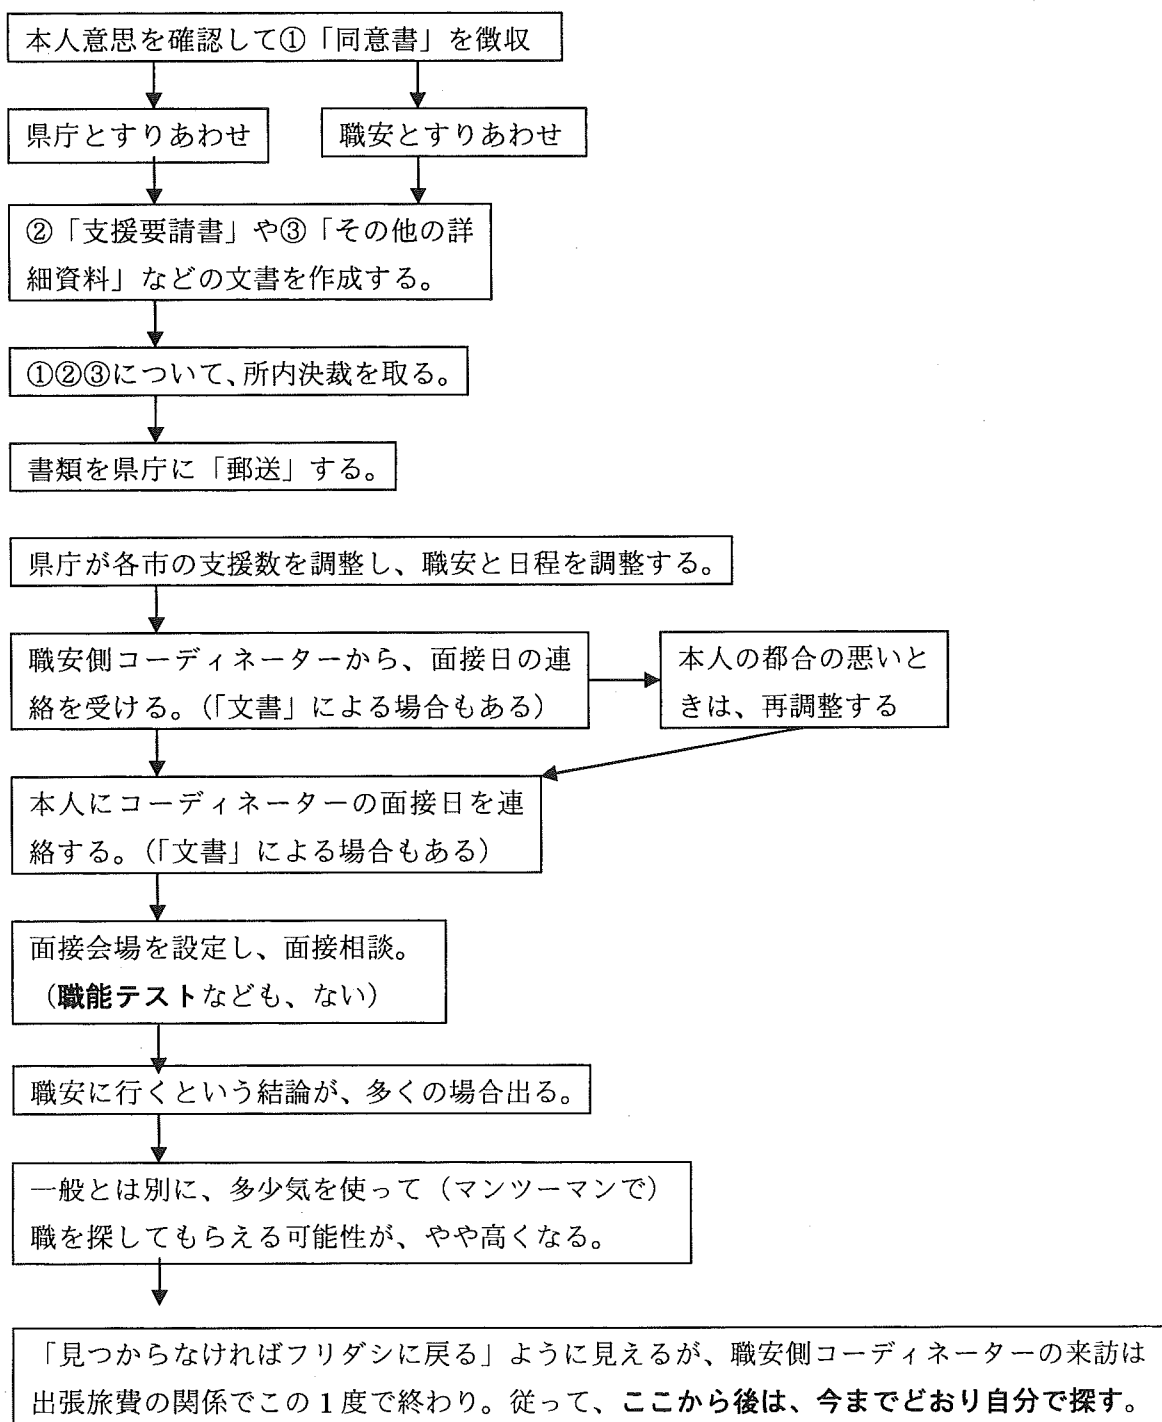 本人意思を確認して①「同意書」を徴収
県庁とすりあわせ
職安とすりあわせ
②「支援要請書」や③「その他の詳
細資料」などの文書を作成する。
①②③について、所内決裁を取る。
書類を県庁に「郵送」する。
県庁が各市の支援数を調整し、職安と日程を調整する。
職安側コーディネーターから、面接日の連
絡を受ける。（「文書」による場合もある）
本人の都合の悪いと
きは、再調整する
本人にコーディネーターの面接日を連
絡する。（「文書」による場合もある）
面接会場を設定し、面接相談。
（職能テストなども、ない）
職安に行くという結論が、多くの場合出る。
一般とは別に、多少気を使って（マンツーマンで）
職を探してもらえる可能性が、やや高くなる。
「見つからなければフリダシに戻る」ように見えるが、職安側コーディネーターの来訪は
出張旅費の関係でこの1度で終わり。従って、ここから後は、今までどおり自分で探す。